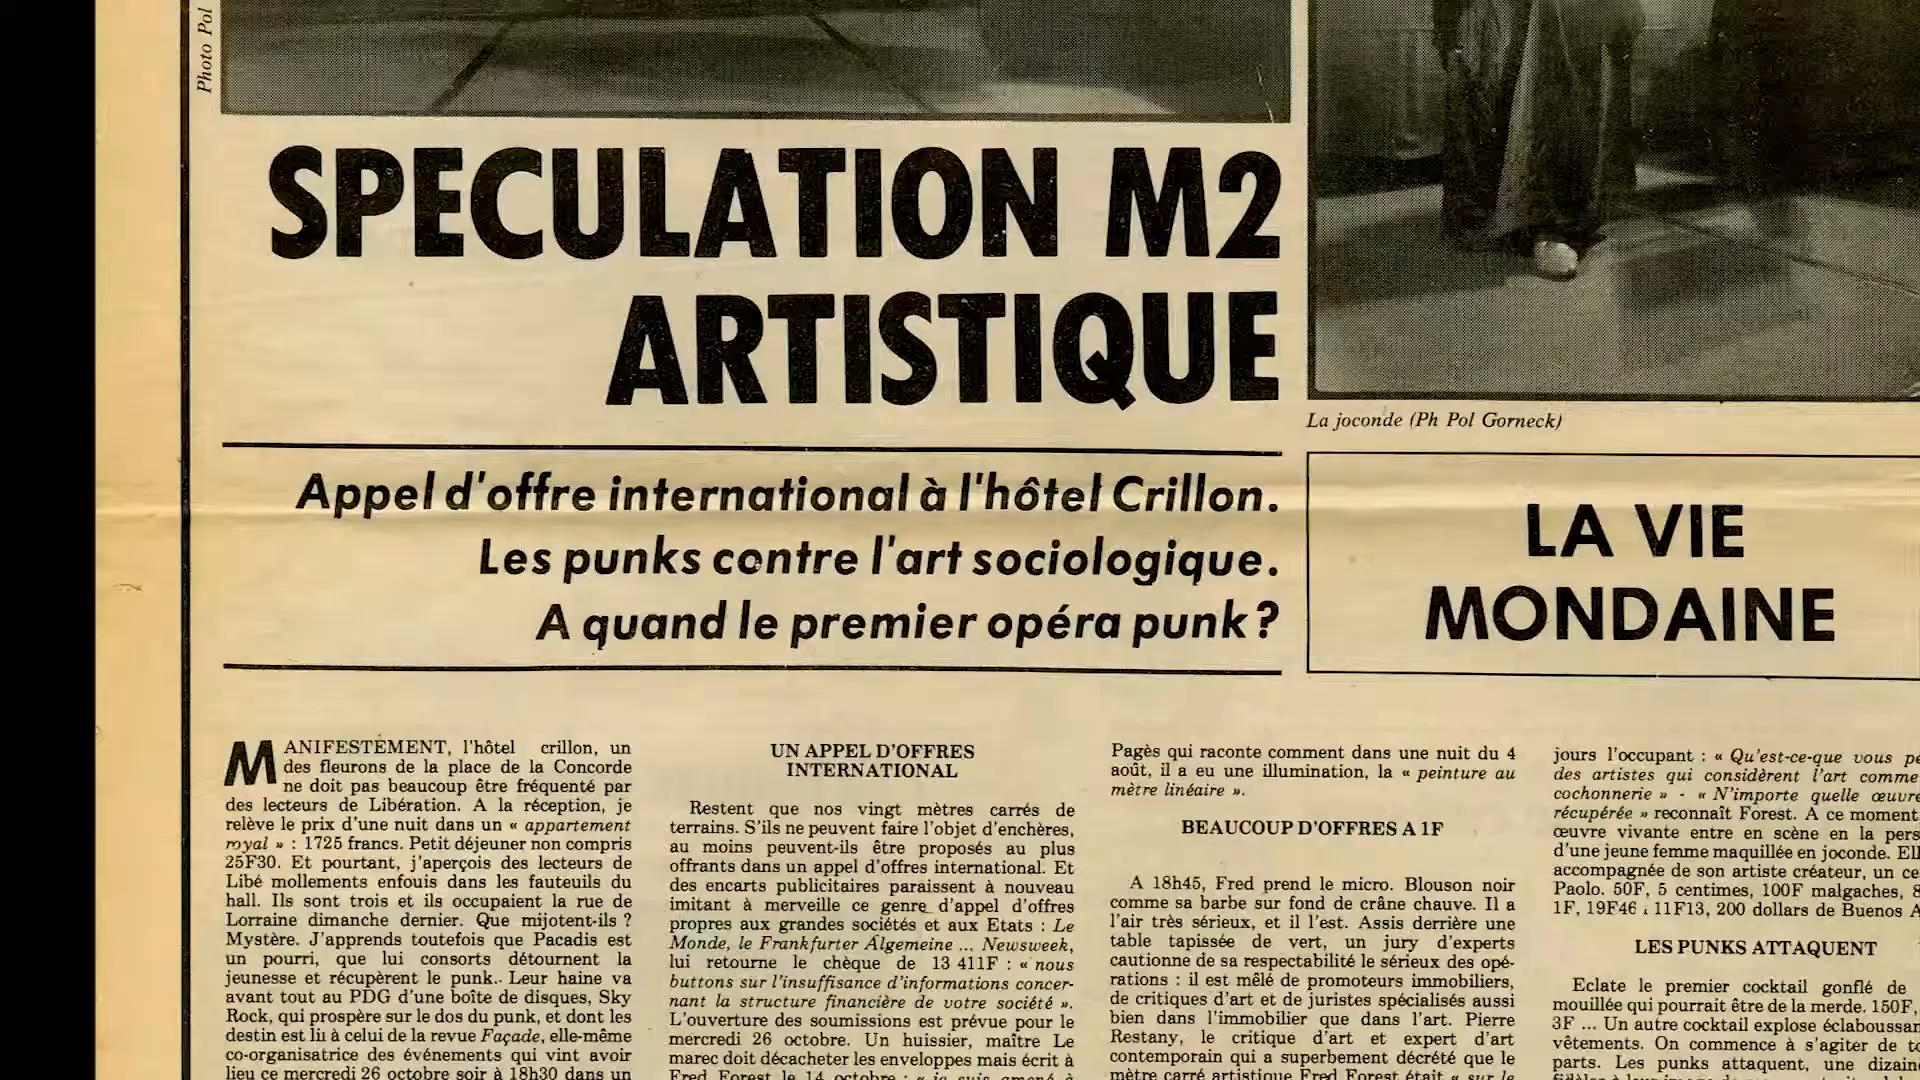 Photo Pol
SPECULATION M2
ARTISTIQUE
Appel d'offre international à l'hôtel Crillon.
Les punks contre l'art sociologique.
A quand le premier opéra punk?
La joconde (Ph Pol Gorneck)
LA VIE
MONDAINE
MANIFESTEMENT, l'hôtel crillon, un
des fleurons de la place de la Concorde
ne doit pas beaucoup être fréquenté par
des lecteurs de Libération. A la réception, je
relève le prix d'une nuit dans un « appartement
royal » : 1725 francs. Petit déjeuner non compris
25F30. Et pourtant, j'aperçois des lecteurs de
Libé mollements enfouis dans les fauteuils du
hall. Ils sont trois et ils occupaient la rue de
Lorraine dimanche dernier. Que mijotent-ils ?
Mystère. J'apprends toutefois que Pacadis est
un pourri, que lui consorts détournent la
jeunesse et récupèrent le punk.. Leur haine va
avant tout au PDG d'une boîte de disques, Sky
Rock, qui prospère sur le dos du punk, et dont les
destin est lii à celui de la revue Façade, elle-même
co-organisatrice des événements qui vint avoir
lieu ce mercredi 26 octobre soir à 18h30 dans un
UN APPEL D'OFFRES
INTERNATIONAL
Restent que nos vingt mètres carrés de
terrains. S'ils ne peuvent faire l'objet d'enchères,
au moins peuvent-ils être proposés au plus
offrants dans un appel d'offres international. Et
des encarts publicitaires paraissent à nouveau
imitant à merveille ce genre d'appel d'offres
propres aux grandes sociétés et aux Etats : Le
Monde, le Frankfurter Algemeine ... Newsweek,
lui retourne le chèque de 13 411F : « nous
buttons sur l'insuffisance d'informations concer-
nant la structure financière de votre société ».
L'ouverture des soumissions est prévue pour le
mercredi 26 octobre. Un huissier, maître Le
marec doit décacheter les enveloppes mais écrit à
Fred Forest le 14 octobre : « je suis amené à
Pagès qui raconte comment dans une nuit du 4
août, il a eu une illumination, la « peinture au
mètre linéaire ».
BEAUCOUP D'OFFRES A 1F
A 18h45, Fred prend le micro. Blouson noir
comme sa barbe sur fond de crâne chauve. Il a
l'air très sérieux, et il l'est. Assis derrière une
table tapissée de vert, un jury d'experts
cautionne de sa respectabilité le sérieux des opé-
rations : il est mêlé de promoteurs immobiliers,
de critiques d'art et de juristes spécialisés aussi
bien dans l'immobilier que dans l'art. Pierre
Restany, le critique d'art et expert d'art
contemporain qui a superbement décrété que le
mètre carré artistique Fred Forest était « sur le
jours l'occupant : « Qu'est-ce-que vous
des artistes qui considèrent l'art comme
cochonnerie » - « N'importe quelle œuvre
récupérée » reconnaît Forest. A ce moment
œuvre vivante entre en scène en la
d'une jeune femme maquillée en joconde.
accompagnée de son artiste créateur, un
Paolo. 50F, 5 centimes, 100F malgaches,
1F, 19F46 : 11F13, 200 dollars de Buenos
LES PUNKS ATTAQUENT
Eclate le premier cocktail gonflé de
mouillée qui pourrait être de la merde. 150F,
3F ... Un autre cocktail explose
vêtements. On commence à s'agiter de
parts. Les punks attaquent, une